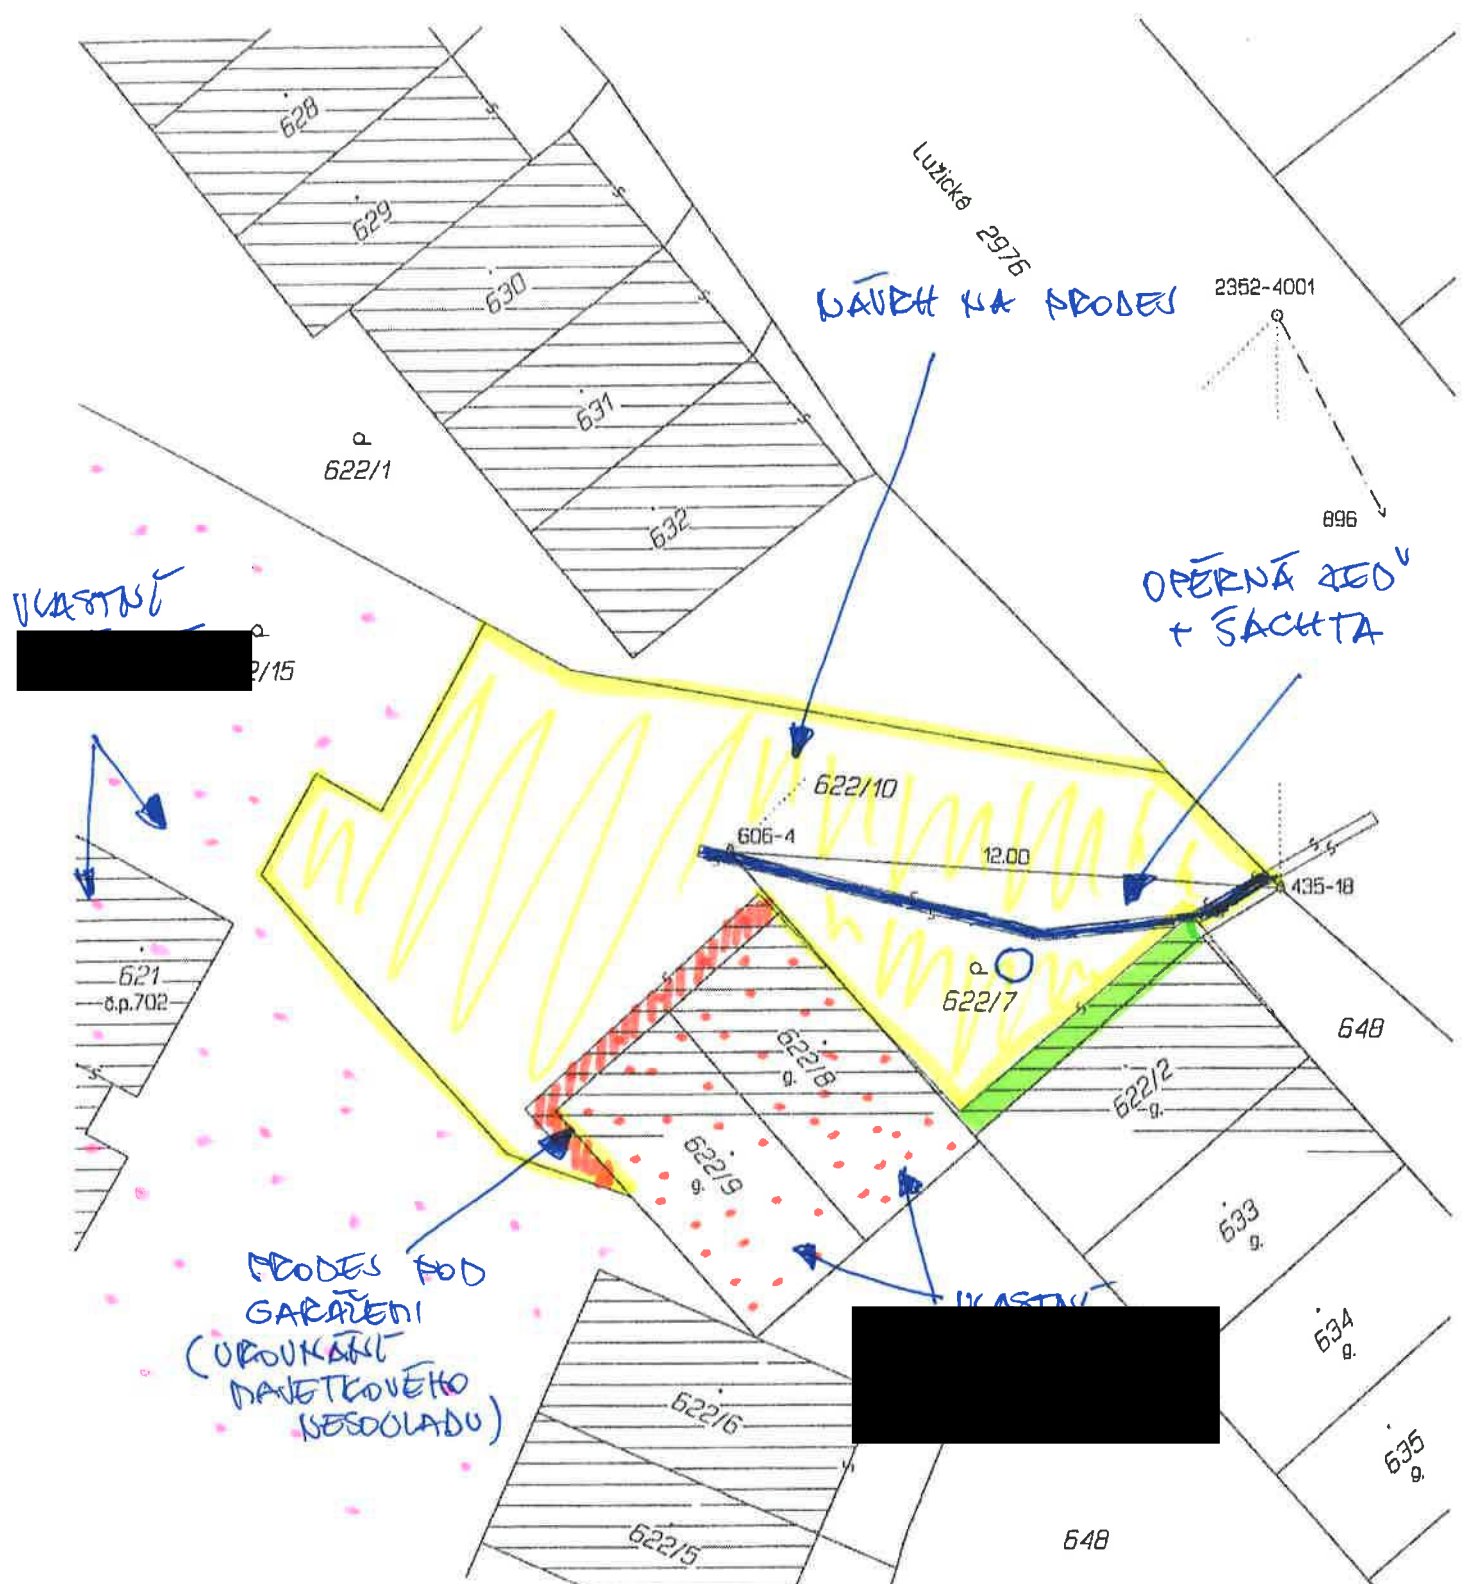 628
629
630
631
632
Lužická 2976
NÁVRH NA PRODEJ
2352-4001
896
P
622/1
OPĚRNÁ ZEĎ
+ ŠACHTA
VLASTNÍ
P
2/15
622/10
606-4
12.00
435-18
621
č.p.702
P
622/7
648
622/8
g.
622/2
g.
622/9
g.
633
g.
PRODEJ POD
GARÁŽEMI
(UROVNÁNÍ
MAJETKOVÉHO
NESOULADU)
VLASTNÍ
634
g.
622/6
635
g.
622/5
648